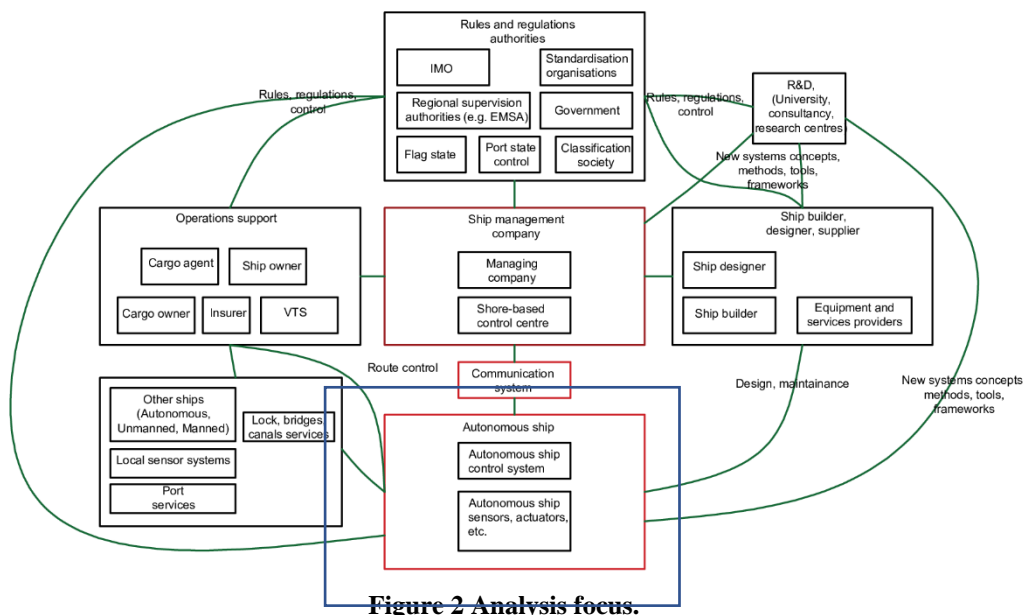 Rules and regulations
authorities
IMO
Standardisation
organisations
Regional supervision
authorities (e.g. EMSA)
Government
Flag state
Port state
control
Classification
society
Rules, regulations,
control
Rules, regulations,
control
R&D,
(University,
consultancy,
research centres)
New systems concepts,
methods, tools,
frameworks
Operations support
Cargo agent
Ship owner
Cargo owner
Insurer
VTS
Ship management
company
Managing
company
Shore-based
control centre
Ship builder,
designer, supplier
Ship designer
Ship builder
Equipment and
services providers
Route control
Communication
system
Design, maintainance
New systems concepts
methods, tools,
frameworks
Other ships
(Autonomous,
Unmanned, Manned)
Lock, bridges,
canals services
Local sensor systems
Port
services
Autonomous ship
Autonomous ship
control system
Autonomous ship
sensors, actuators,
etc.
Figure 2 Analysis focus.